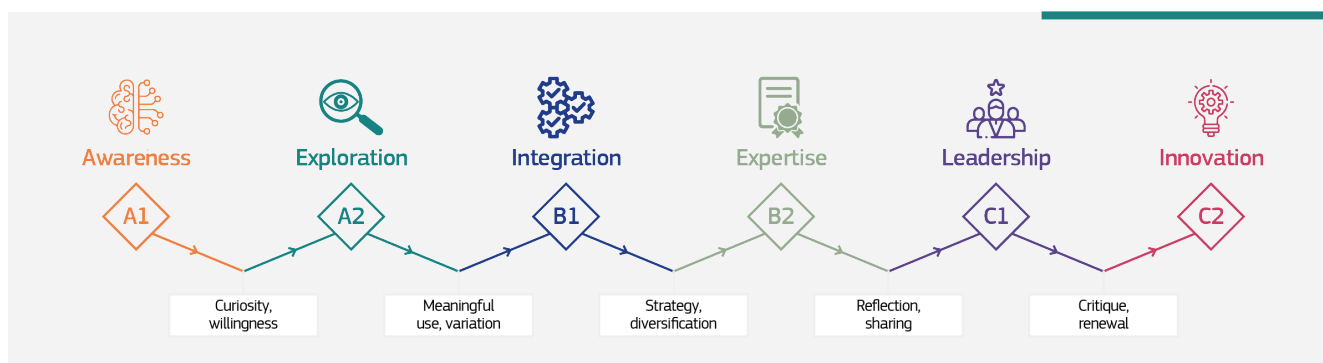 Awareness
Exploration
Integration
Expertise
Leadership
Innovation
A1
A2
B1
B2
C1
C2
Curiosity,
willingness
Meaningful
use, variation
Strategy,
diversification
Reflection,
sharing
Critique,
renewal